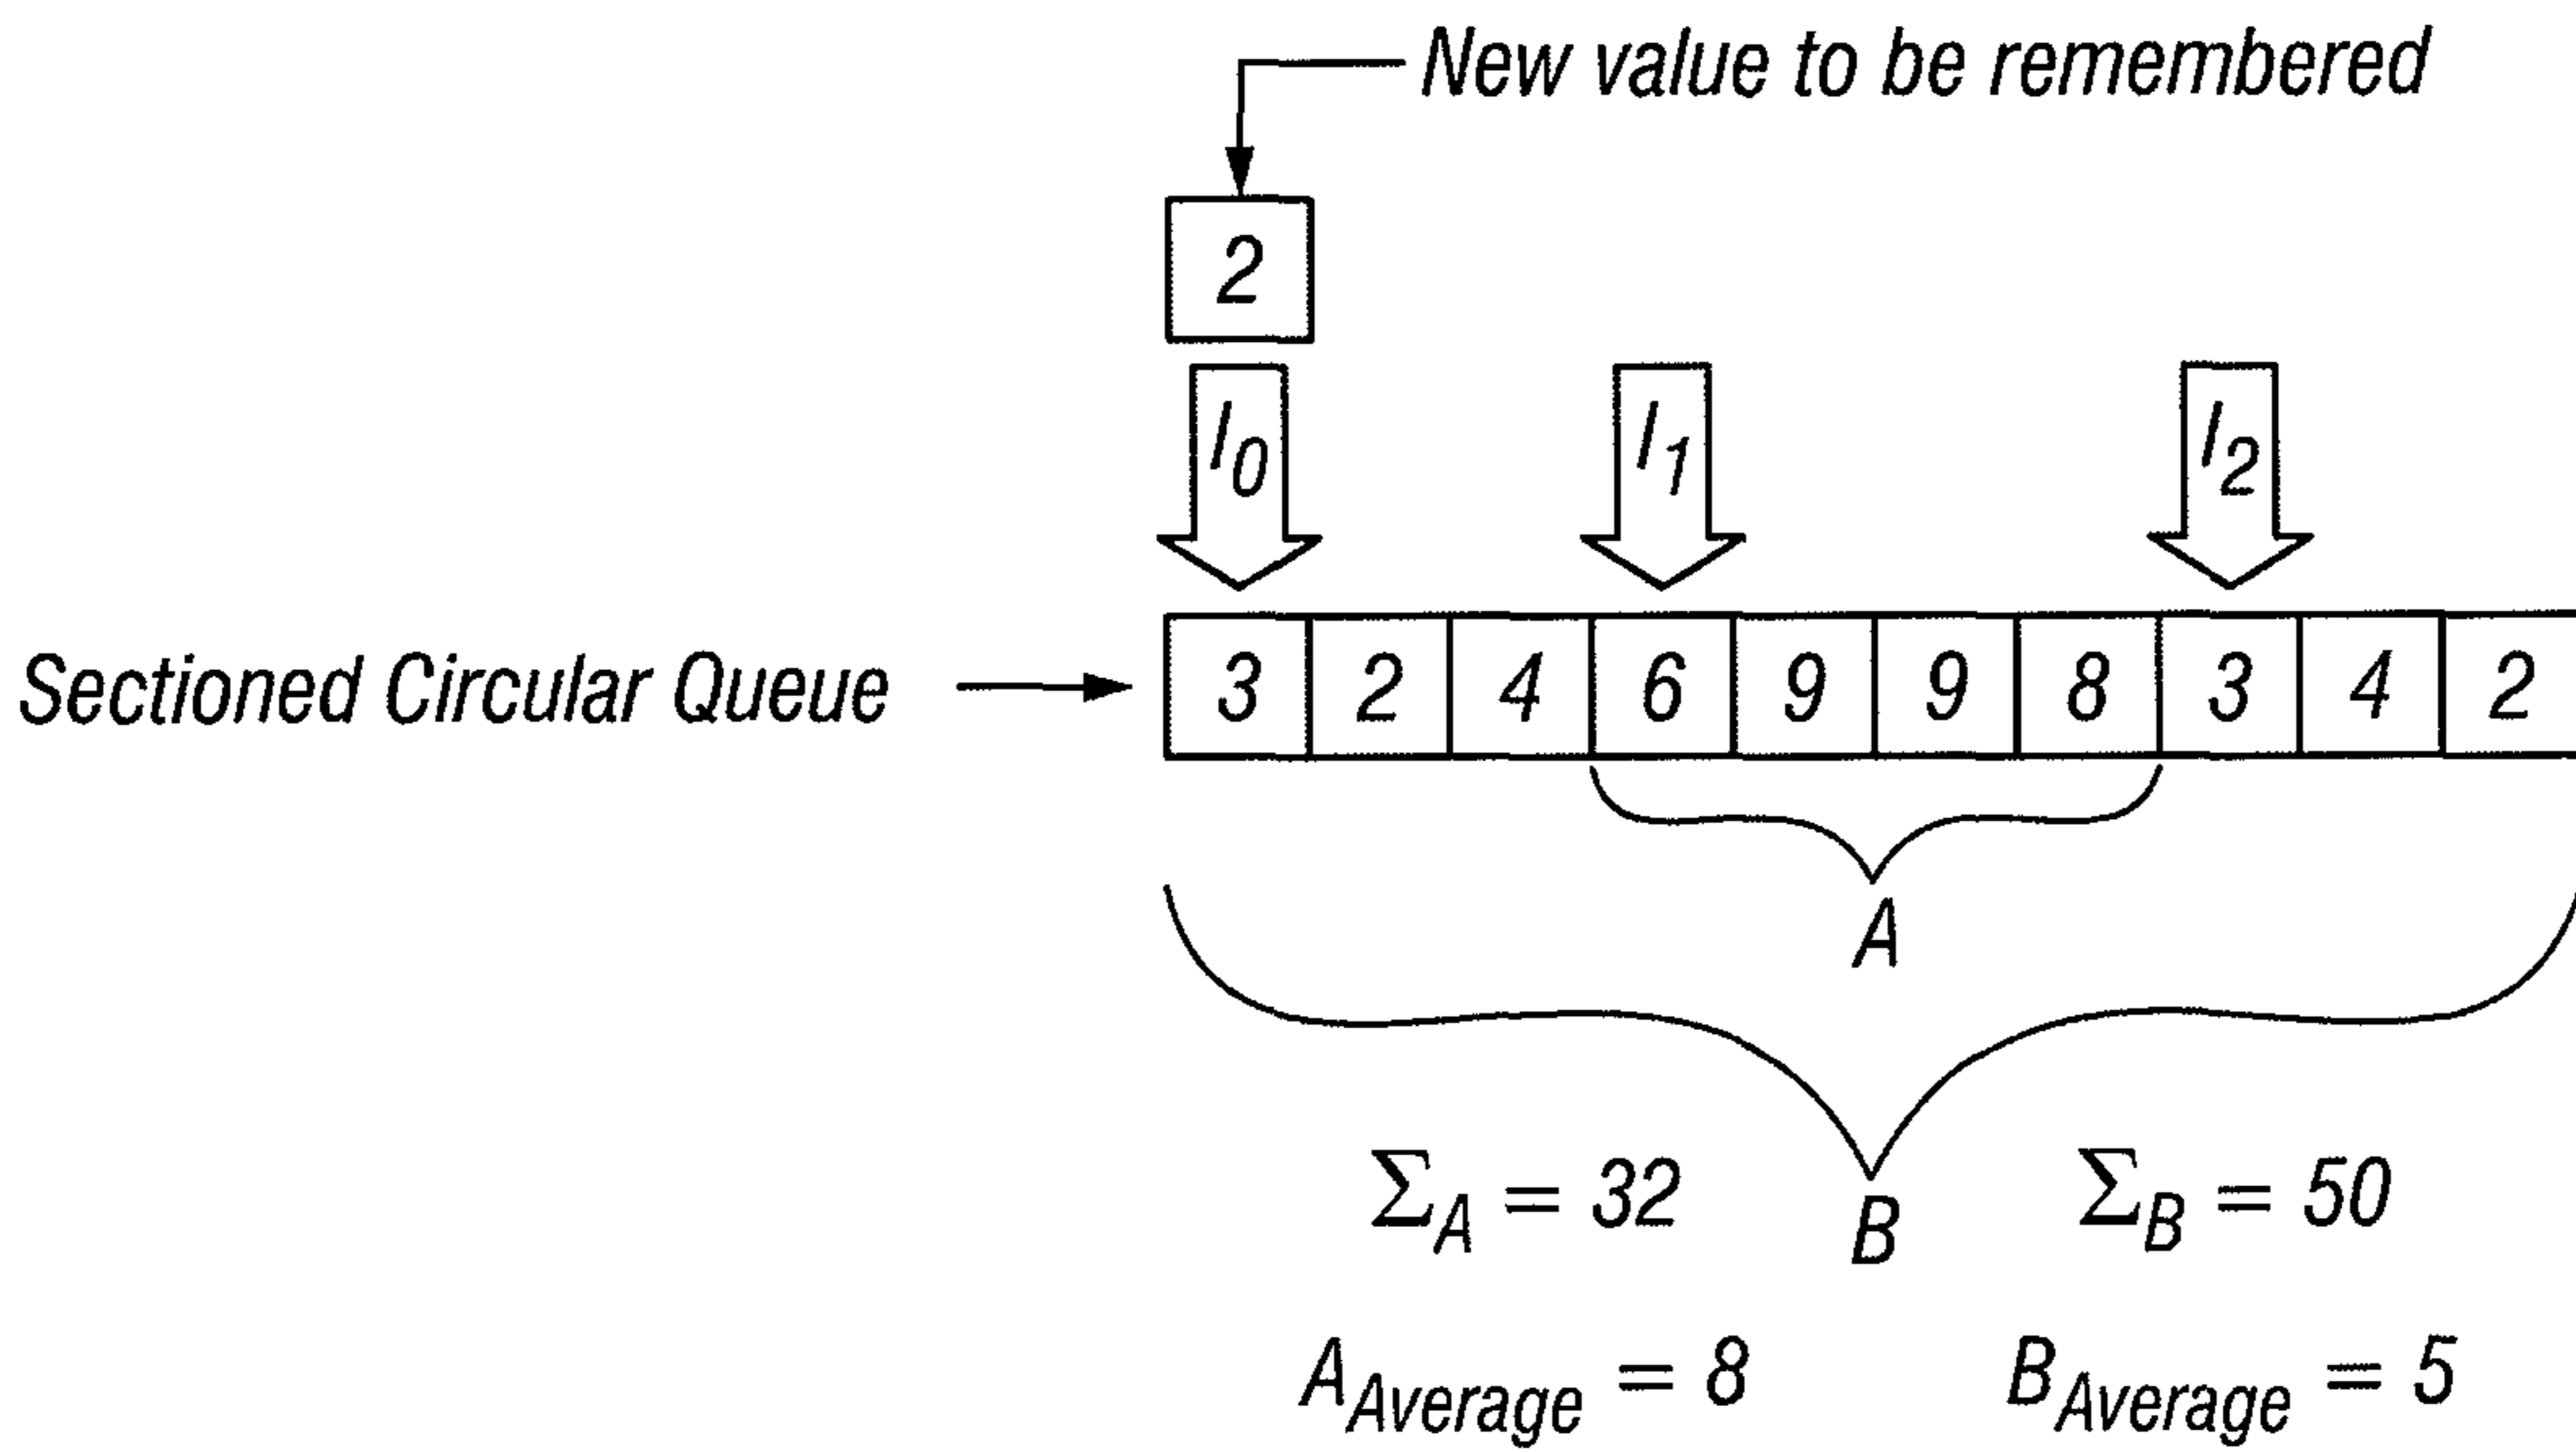 New value to be remembered
2
I0 I1 I2
Sectioned Circular Queue 3 2 4 6 9 9 8 3 4 2
A
ΣA = 32 B ΣB = 50
AAverage = 8 BAverage = 5